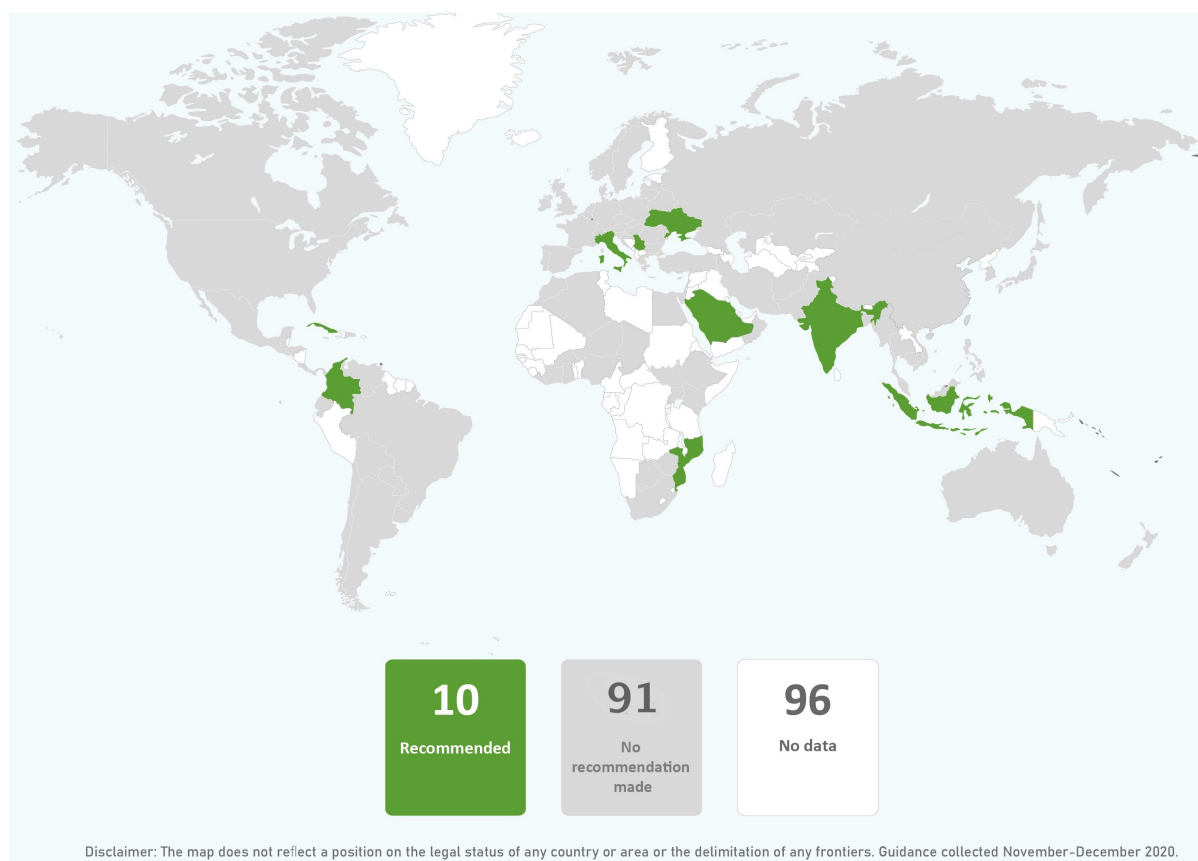 10
Recommended
91
No
recommendation
made
96
No data
Disclaimer: The map does not reflect a position on the legal status of any country or area or the delimitation of any frontiers. Guidance collected November-December 2020.